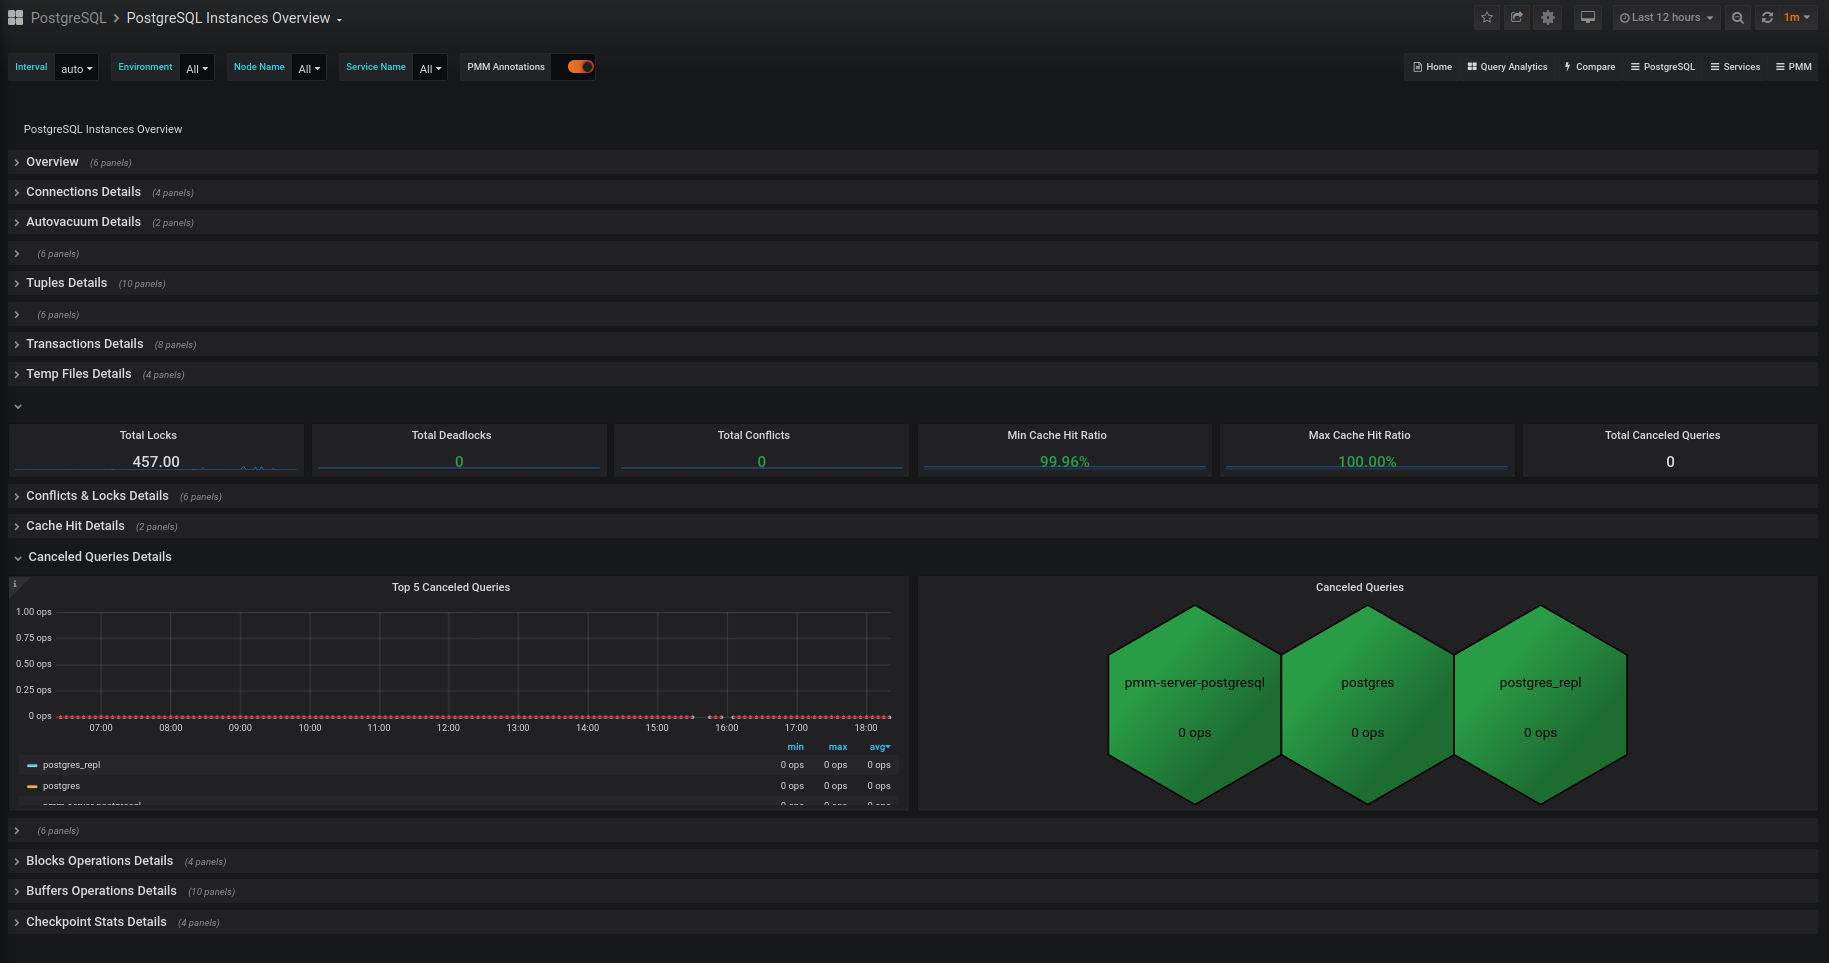 PostgreSQL > PostgreSQL Instances Overview
Last 12 hours 1m
Interval auto Environment All Node Name All Service Name All PMM Annotations
Home Query Analytics Compare PostgreSQL Services PMM
PostgreSQL Instances Overview
Overview (6 panels)
Connections Details (4 panels)
Autovacuum Details (2 panels)
(6 panels)
Tuples Details (10 panels)
(6 panels)
Transactions Details (8 panels)
Temp Files Details (4 panels)
Total Locks
457.00
Total Deadlocks
0
Total Conflicts
0
Min Cache Hit Ratio
99.96%
Max Cache Hit Ratio
100.00%
Total Canceled Queries
0
Conflicts & Locks Details (6 panels)
Cache Hit Details (2 panels)
Canceled Queries Details
Top 5 Canceled Queries
1.00 ops
0.75 ops
0.50 ops
0.25 ops
0 ops
07:00 08:00 09:00 10:00 11:00 12:00 13:00 14:00 15:00 16:00 17:00 18:00
min max avg
postgres_repl 0 ops 0 ops 0 ops
postgres 0 ops 0 ops 0 ops
Canceled Queries
pmm-server-postgresql
0 ops
postgres
0 ops
postgres_repl
0 ops
(6 panels)
Blocks Operations Details (4 panels)
Buffers Operations Details (10 panels)
Checkpoint Stats Details (4 panels)